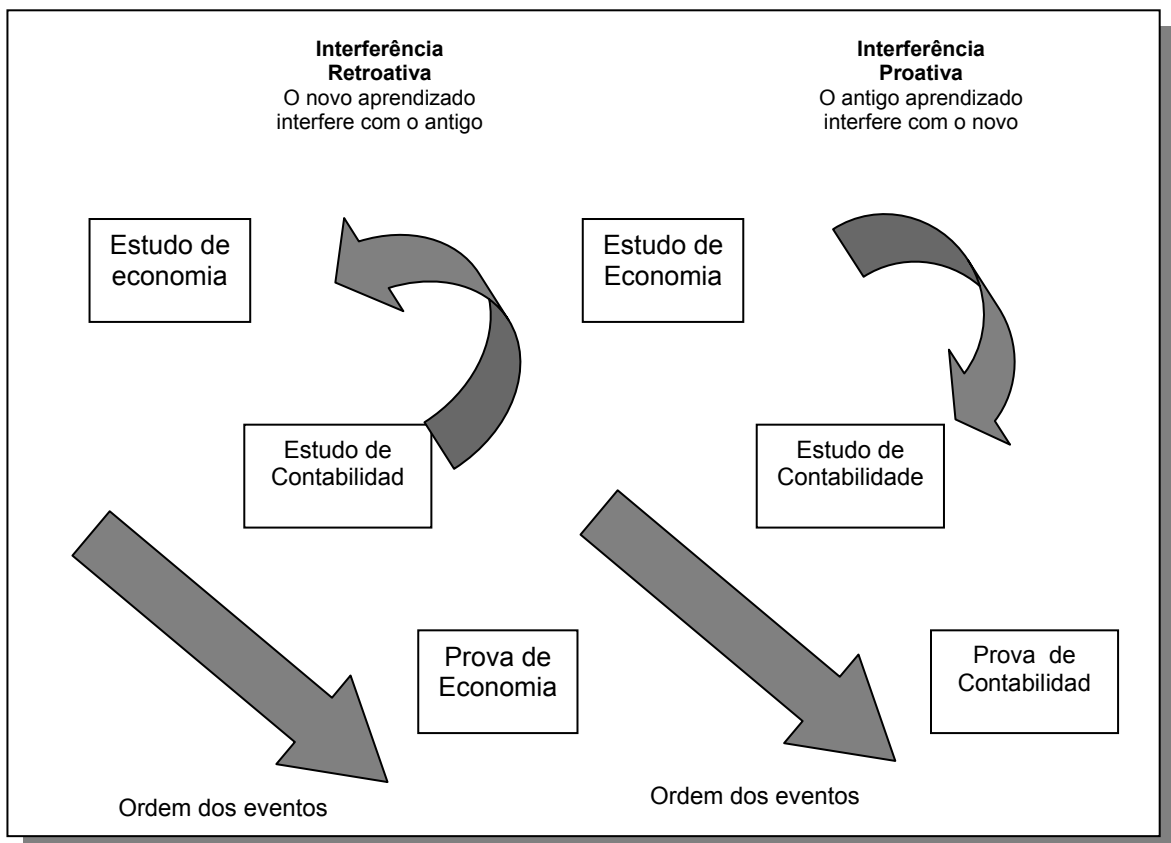 Interferência
Retroativa
O novo aprendizado
interfere com o antigo
Estudo de
economia
Estudo de
Contabilidad
Prova de
Economia
Ordem dos eventos
Interferência
Proativa
O antigo aprendizado
interfere com o novo
Estudo de
Economia
Estudo de
Contabilidade
Prova de
Contabilidad
Ordem dos eventos